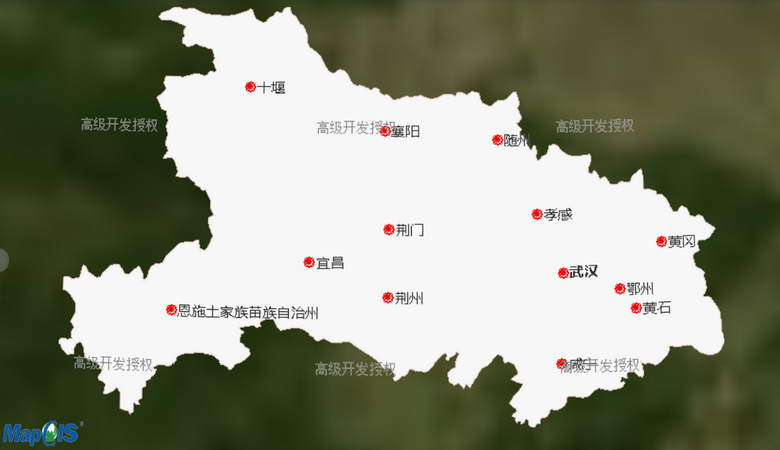 十堰
高级开发授权
高级开发授权
高级开发授权
襄阳
随州
孝感
荆门
黄冈
宜昌
武汉
鄂州
荆州
黄石
恩施土家族苗族自治州
高级开发授权
高级开发授权
高级开发授权
咸宁
MapGIS